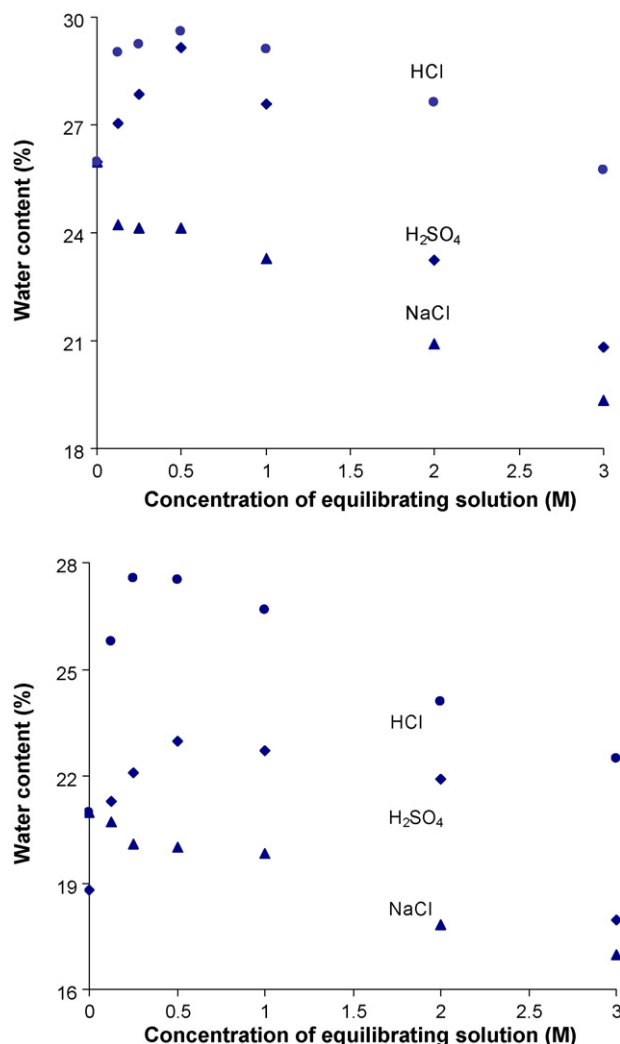 30
27
24
21
18
Water content (%)
HCl
H₂SO₄
NaCl
0 0.5 1 1.5 2 2.5 3
Concentration of equilibrating solution (M)
28
25
22
19
16
Water content (%)
HCl
H₂SO₄
NaCl
0 0.5 1 1.5 2 2.5 3
Concentration of equilibrating solution (M)